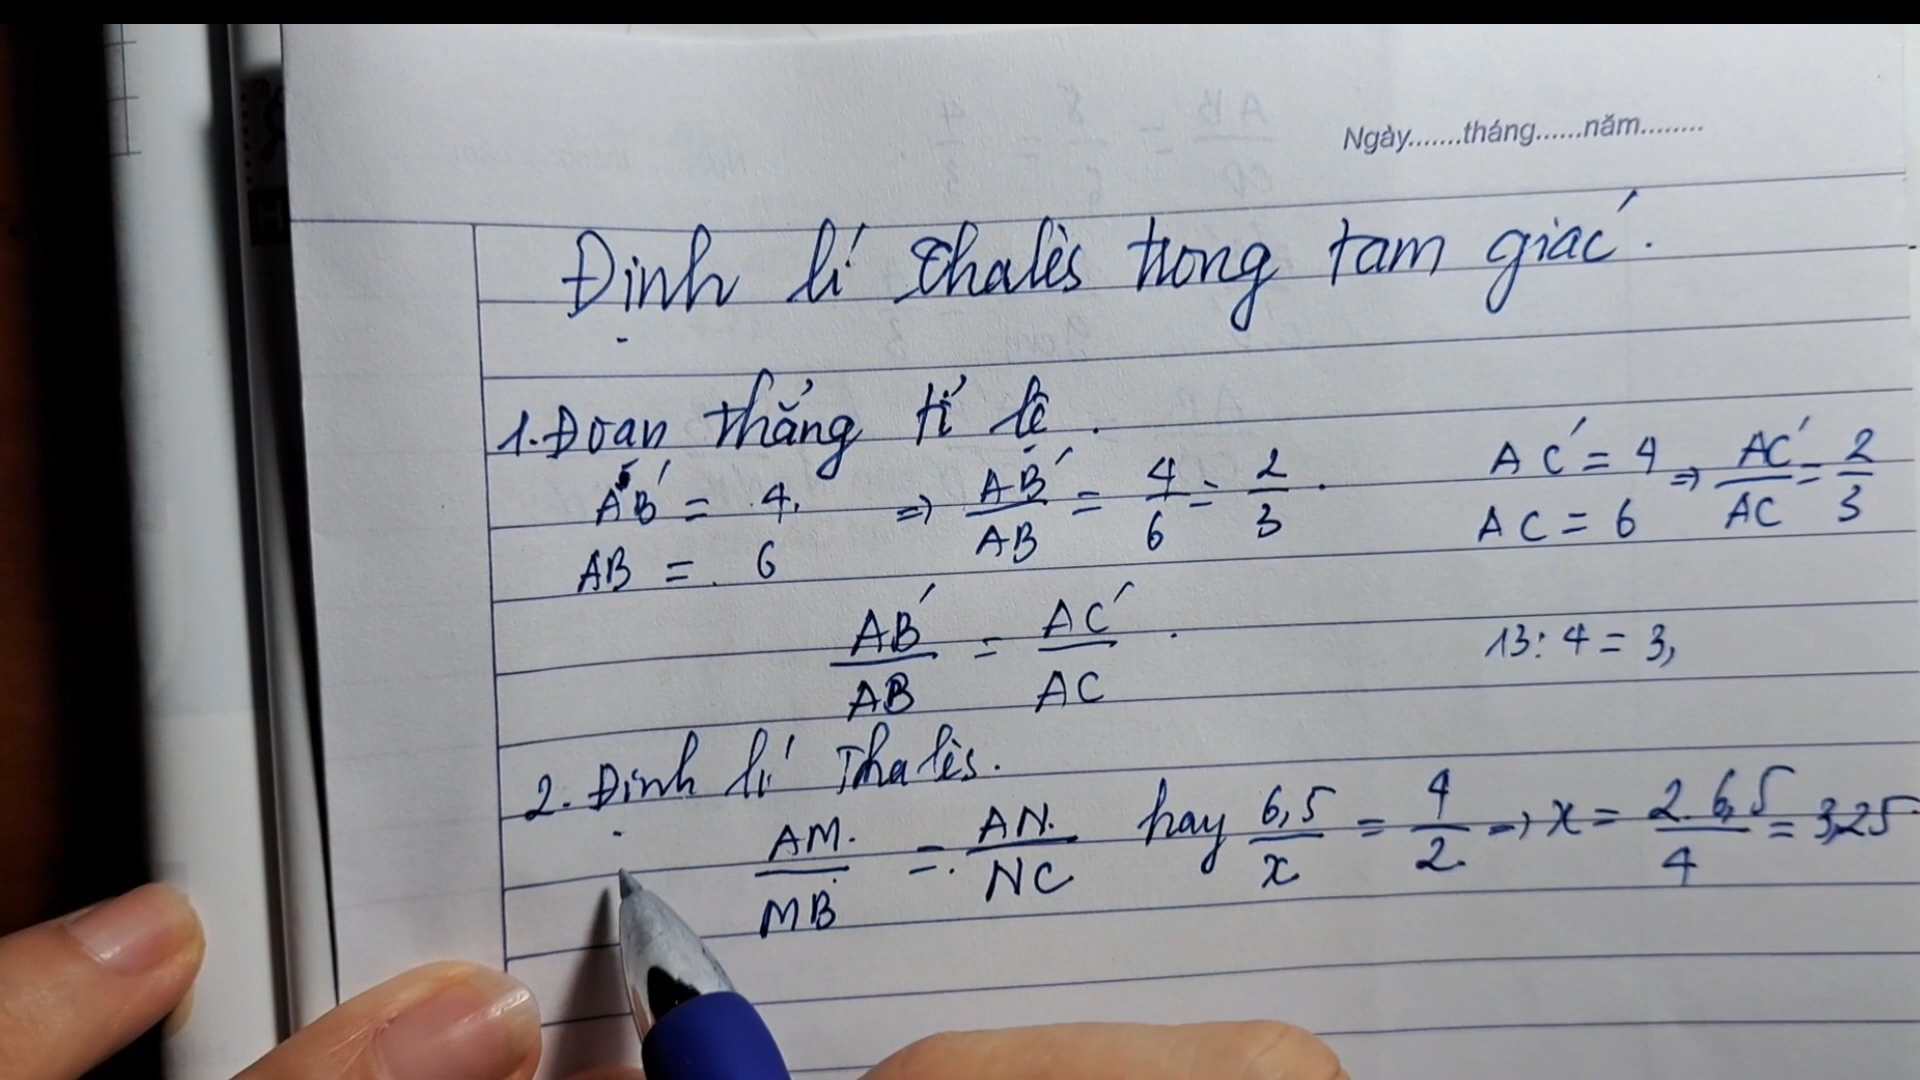 Ngày.......tháng......năm........
Định lí Thalès trong tam giác.
1. Đoạn thẳng tỉ lệ.
AB' = 4. => AB'/AB = 4/6 = 2/3. AC' = 4 => AC'/AC = 2/3
AB = 6 AC = 6
AB'/AB = AC'/AC. 13:4 = 3,
2. Định lí Thalès.
AM/MB = AN/NC hay 6,5/x = 4/2 => x = 2.6,5/4 = 3,25